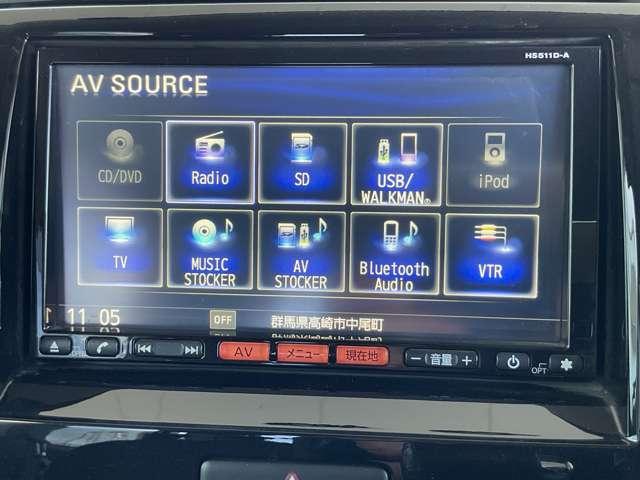 HS511D-A
AV SOURCE
CD/DVD
Radio
SD
USB/
WALKMAN®
iPod
TV
MUSIC
STOCKER
AV
STOCKER
Bluetooth
Audio
VTR
11 05
OFF
群馬県高崎市中尾町
AV
メニュー
現在地
− 音量 +
OPT